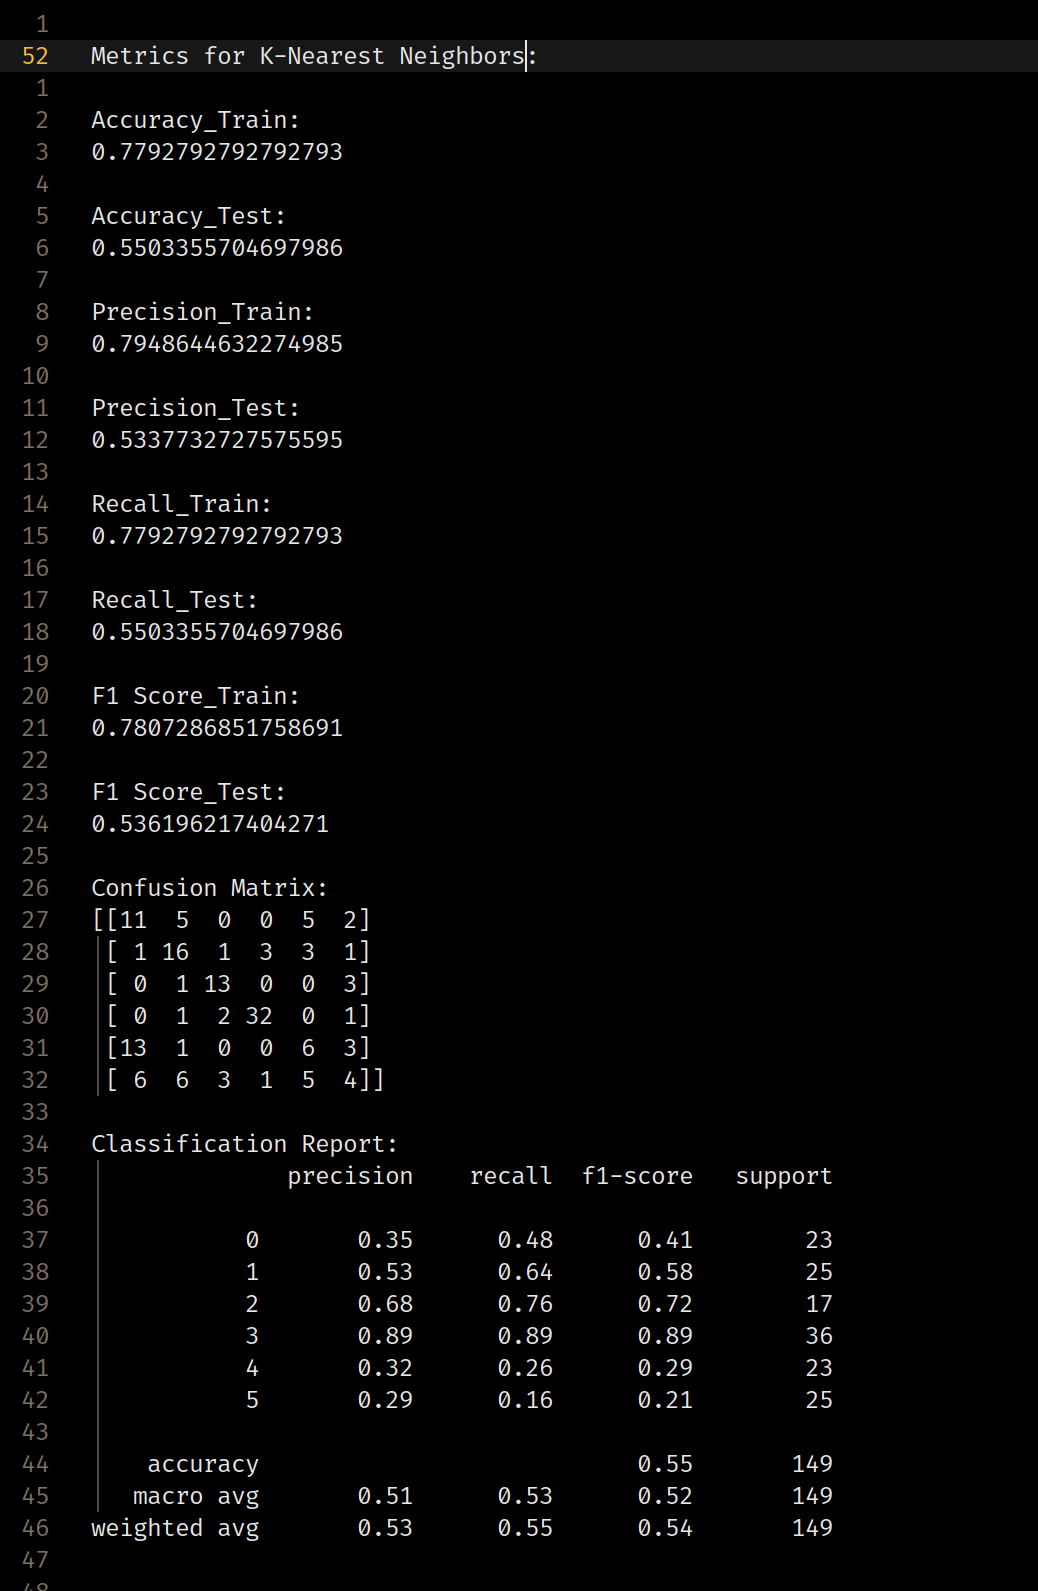 1
52 Metrics for K-Nearest Neighbors:
1
2 Accuracy_Train:
3 0.7792792792792793
4
5 Accuracy_Test:
6 0.5503355704697986
7
8 Precision_Train:
9 0.7948644632274985
10
11 Precision_Test:
12 0.5337732727575595
13
14 Recall_Train:
15 0.7792792792792793
16
17 Recall_Test:
18 0.5503355704697986
19
20 F1 Score_Train:
21 0.7807286851758691
22
23 F1 Score_Test:
24 0.536196217404271
25
26 Confusion Matrix:
27 [[11  5  0  0  5  2]
28  [ 1 16  1  3  3  1]
29  [ 0  1 13  0  0  3]
30  [ 0  1  2 32  0  1]
31  [13  1  0  0  6  3]
32  [ 6  6  3  1  5  4]]
33
34 Classification Report:
35               precision    recall  f1-score   support
36
37            0       0.35      0.48      0.41        23
38            1       0.53      0.64      0.58        25
39            2       0.68      0.76      0.72        17
40            3       0.89      0.89      0.89        36
41            4       0.32      0.26      0.29        23
42            5       0.29      0.16      0.21        25
43
44     accuracy                           0.55       149
45    macro avg       0.51      0.53      0.52       149
46 weighted avg       0.53      0.55      0.54       149
47
48